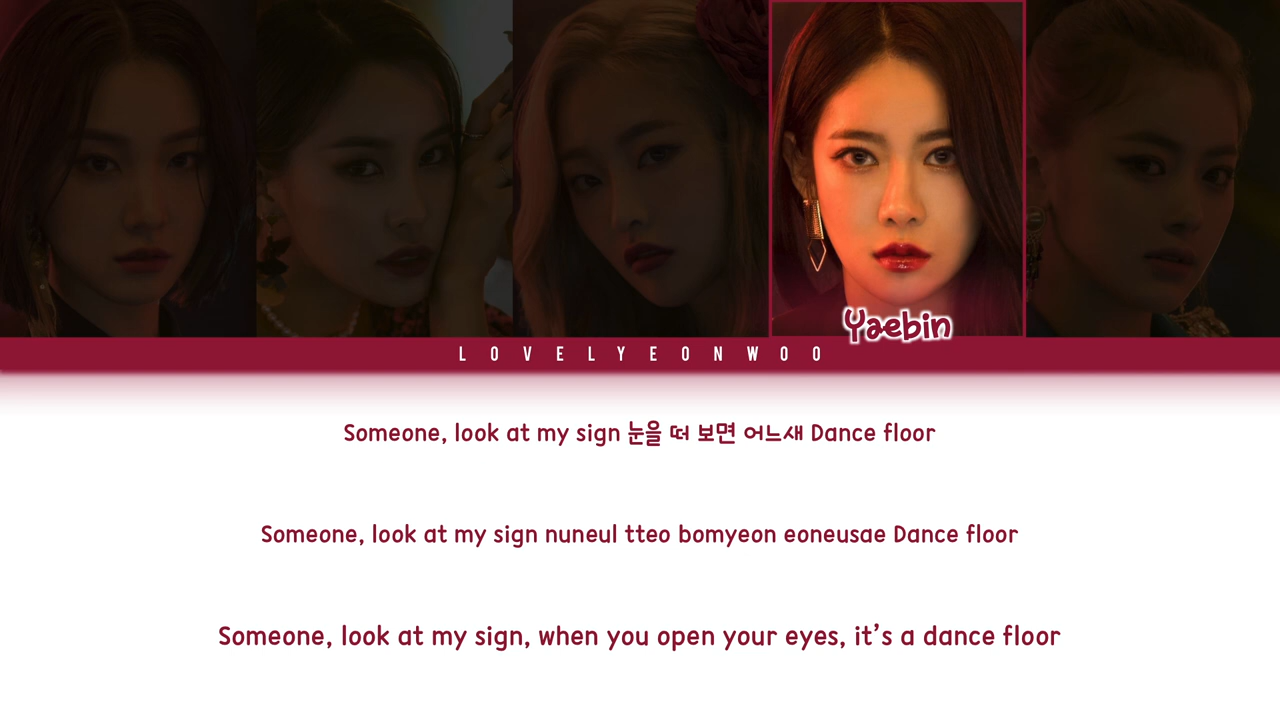 Yaebin
LOVELYEONWOO
Someone, look at my sign 눈을 떠 보면 어느새 Dance floor
Someone, look at my sign nuneul tteo bomyeon eoneusae Dance floor
Someone, look at my sign, when you open your eyes, it's a dance floor